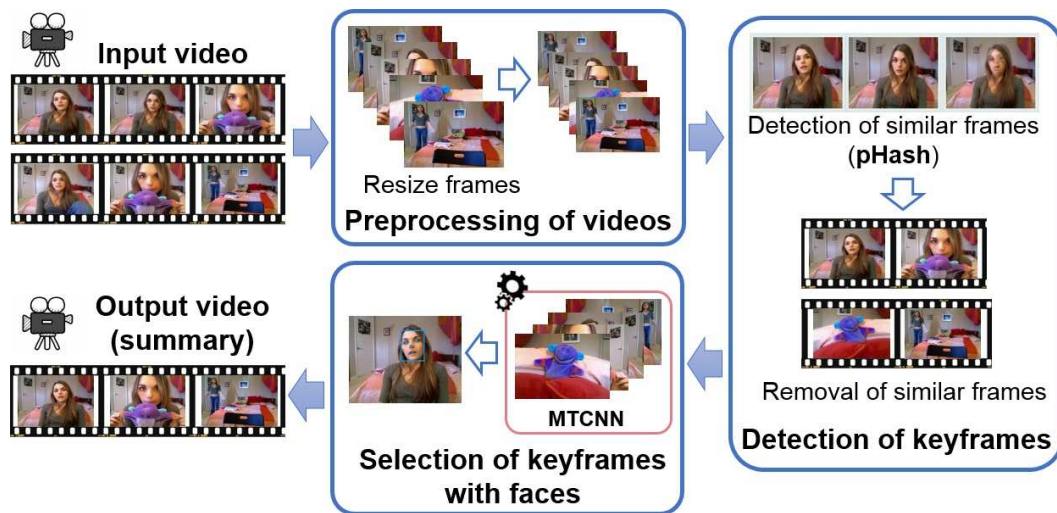 Input video
Resize frames
Preprocessing of videos
Detection of similar frames
(pHash)
Removal of similar frames
Detection of keyframes
MTCNN
Selection of keyframes
with faces
Output video
(summary)